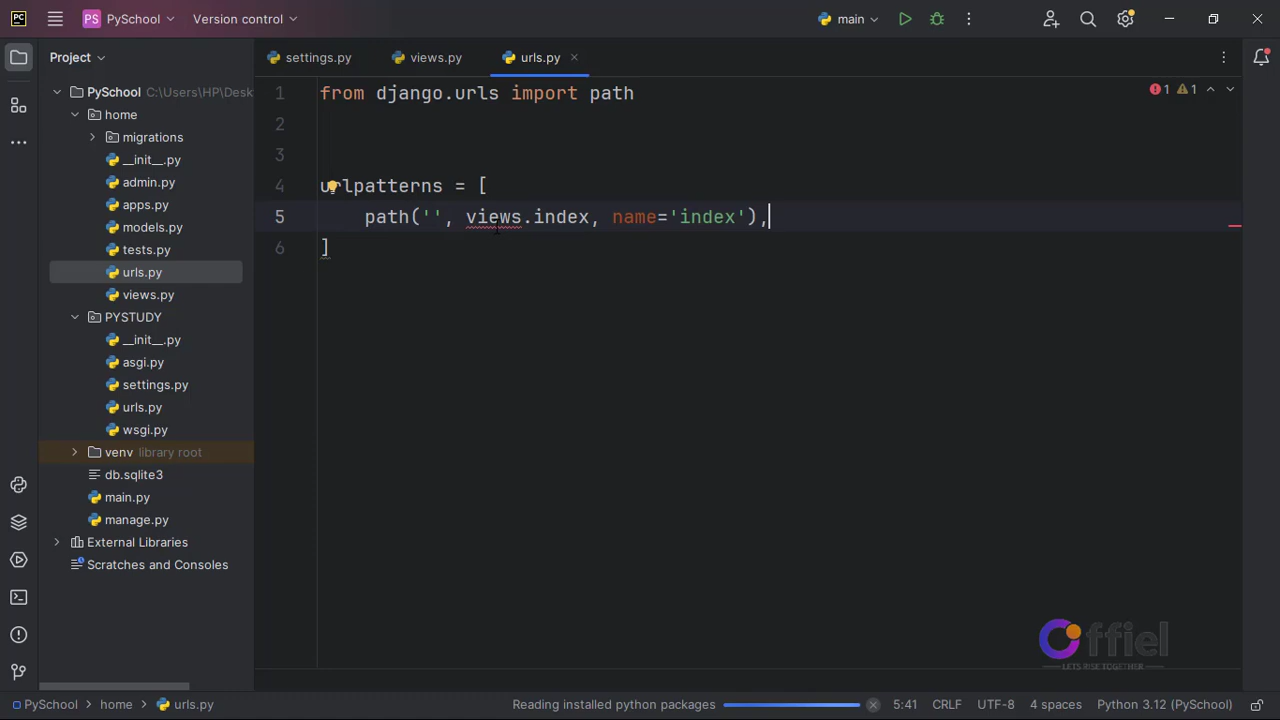 PC
PS PySchool
Version control
main
Project
settings.py
views.py
urls.py
PySchool C:\Users\HP\Desk
home
migrations
__init__.py
admin.py
apps.py
models.py
tests.py
urls.py
views.py
PYSTUDY
__init__.py
asgi.py
settings.py
urls.py
wsgi.py
venv library root
db.sqlite3
main.py
manage.py
External Libraries
Scratches and Consoles
1 from django.urls import path
1 1
2
3
4 urlpatterns = [
5 path('', views.index, name='index'),
6 ]
Offiel
LETS RISE TOGETHER
PySchool > home > urls.py
Reading installed python packages
5:41 CRLF UTF-8 4 spaces Python 3.12 (PySchool)